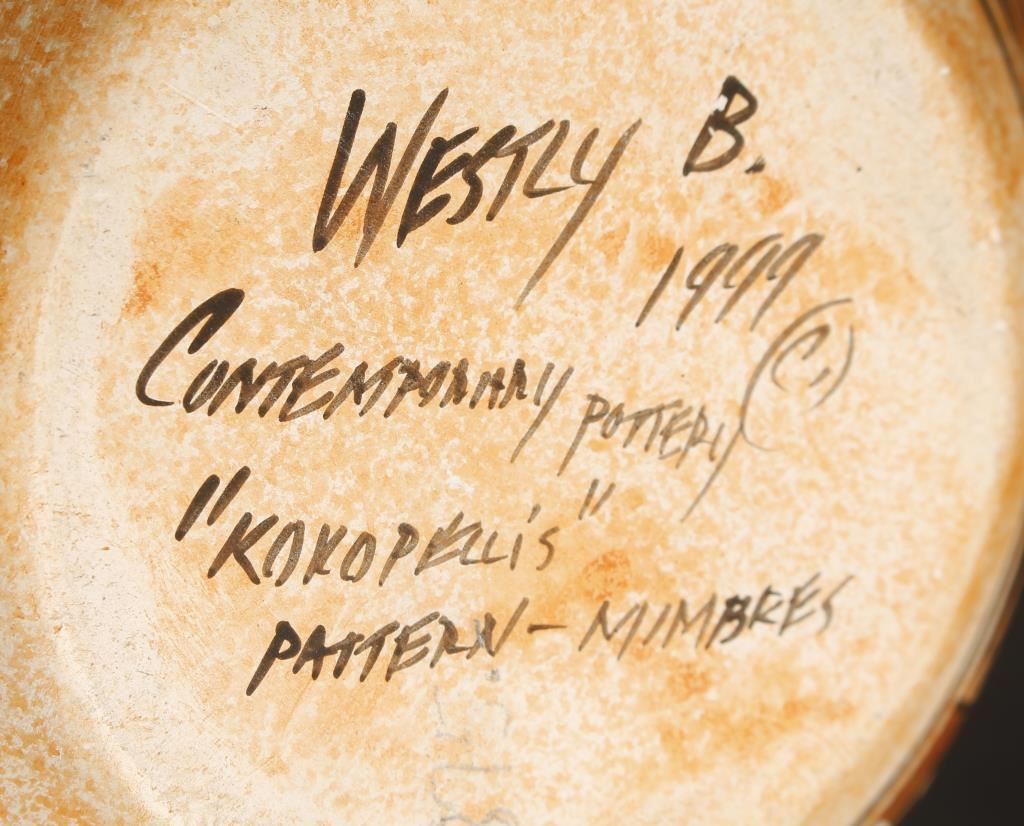 WESTLY B.
1999
CONTEMPORARY POTTERY ©
"KOKOPELLI'S"
PATTERN - MIMBRES